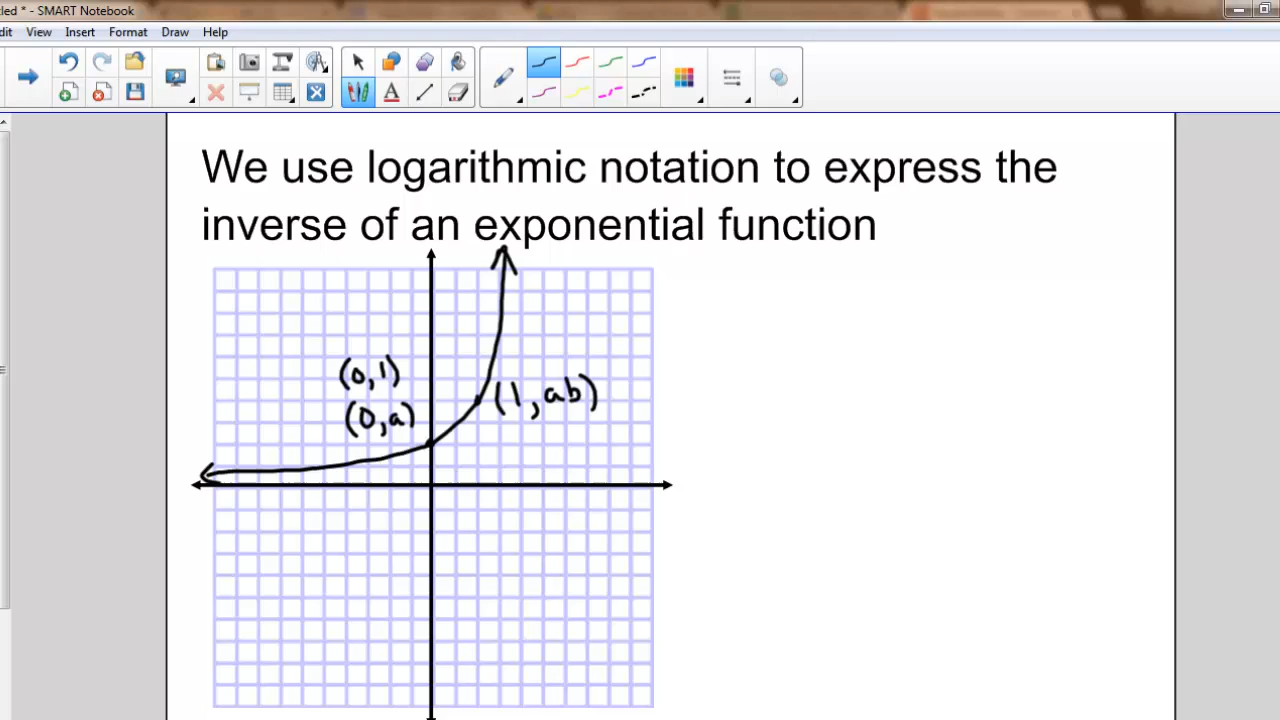 tled * - SMART Notebook
dit View Insert Format Draw Help
We use logarithmic notation to express the
inverse of an exponential function
(0,1)
(0,a)
(1,ab)